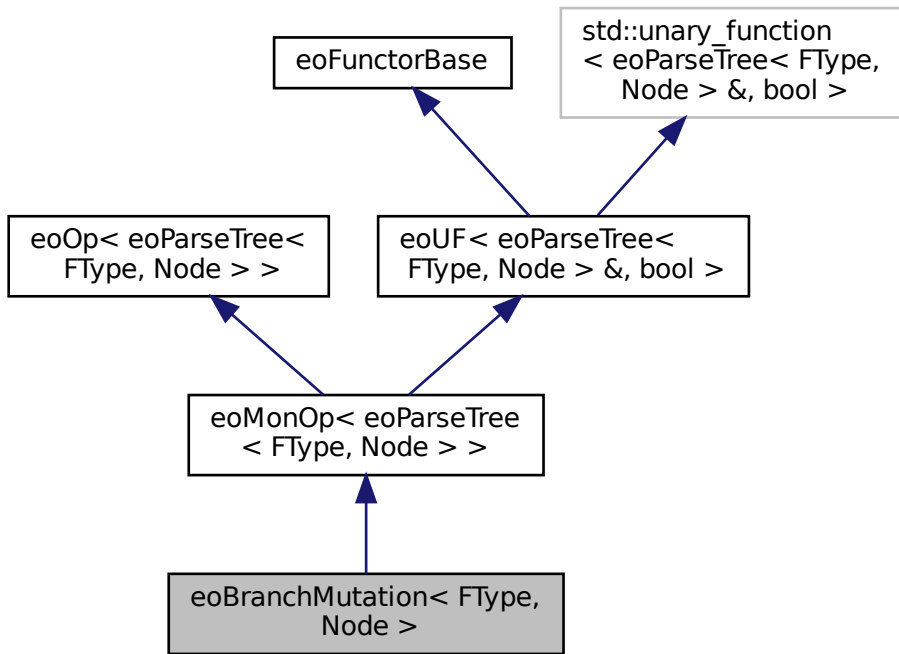 std::unary_function
< eoParseTree< FType,
Node > &, bool >
eoFunctorBase
eoOp< eoParseTree<
FType, Node > >
eoUF< eoParseTree<
FType, Node > &, bool >
eoMonOp< eoParseTree
< FType, Node > >
eoBranchMutation< FType,
Node >